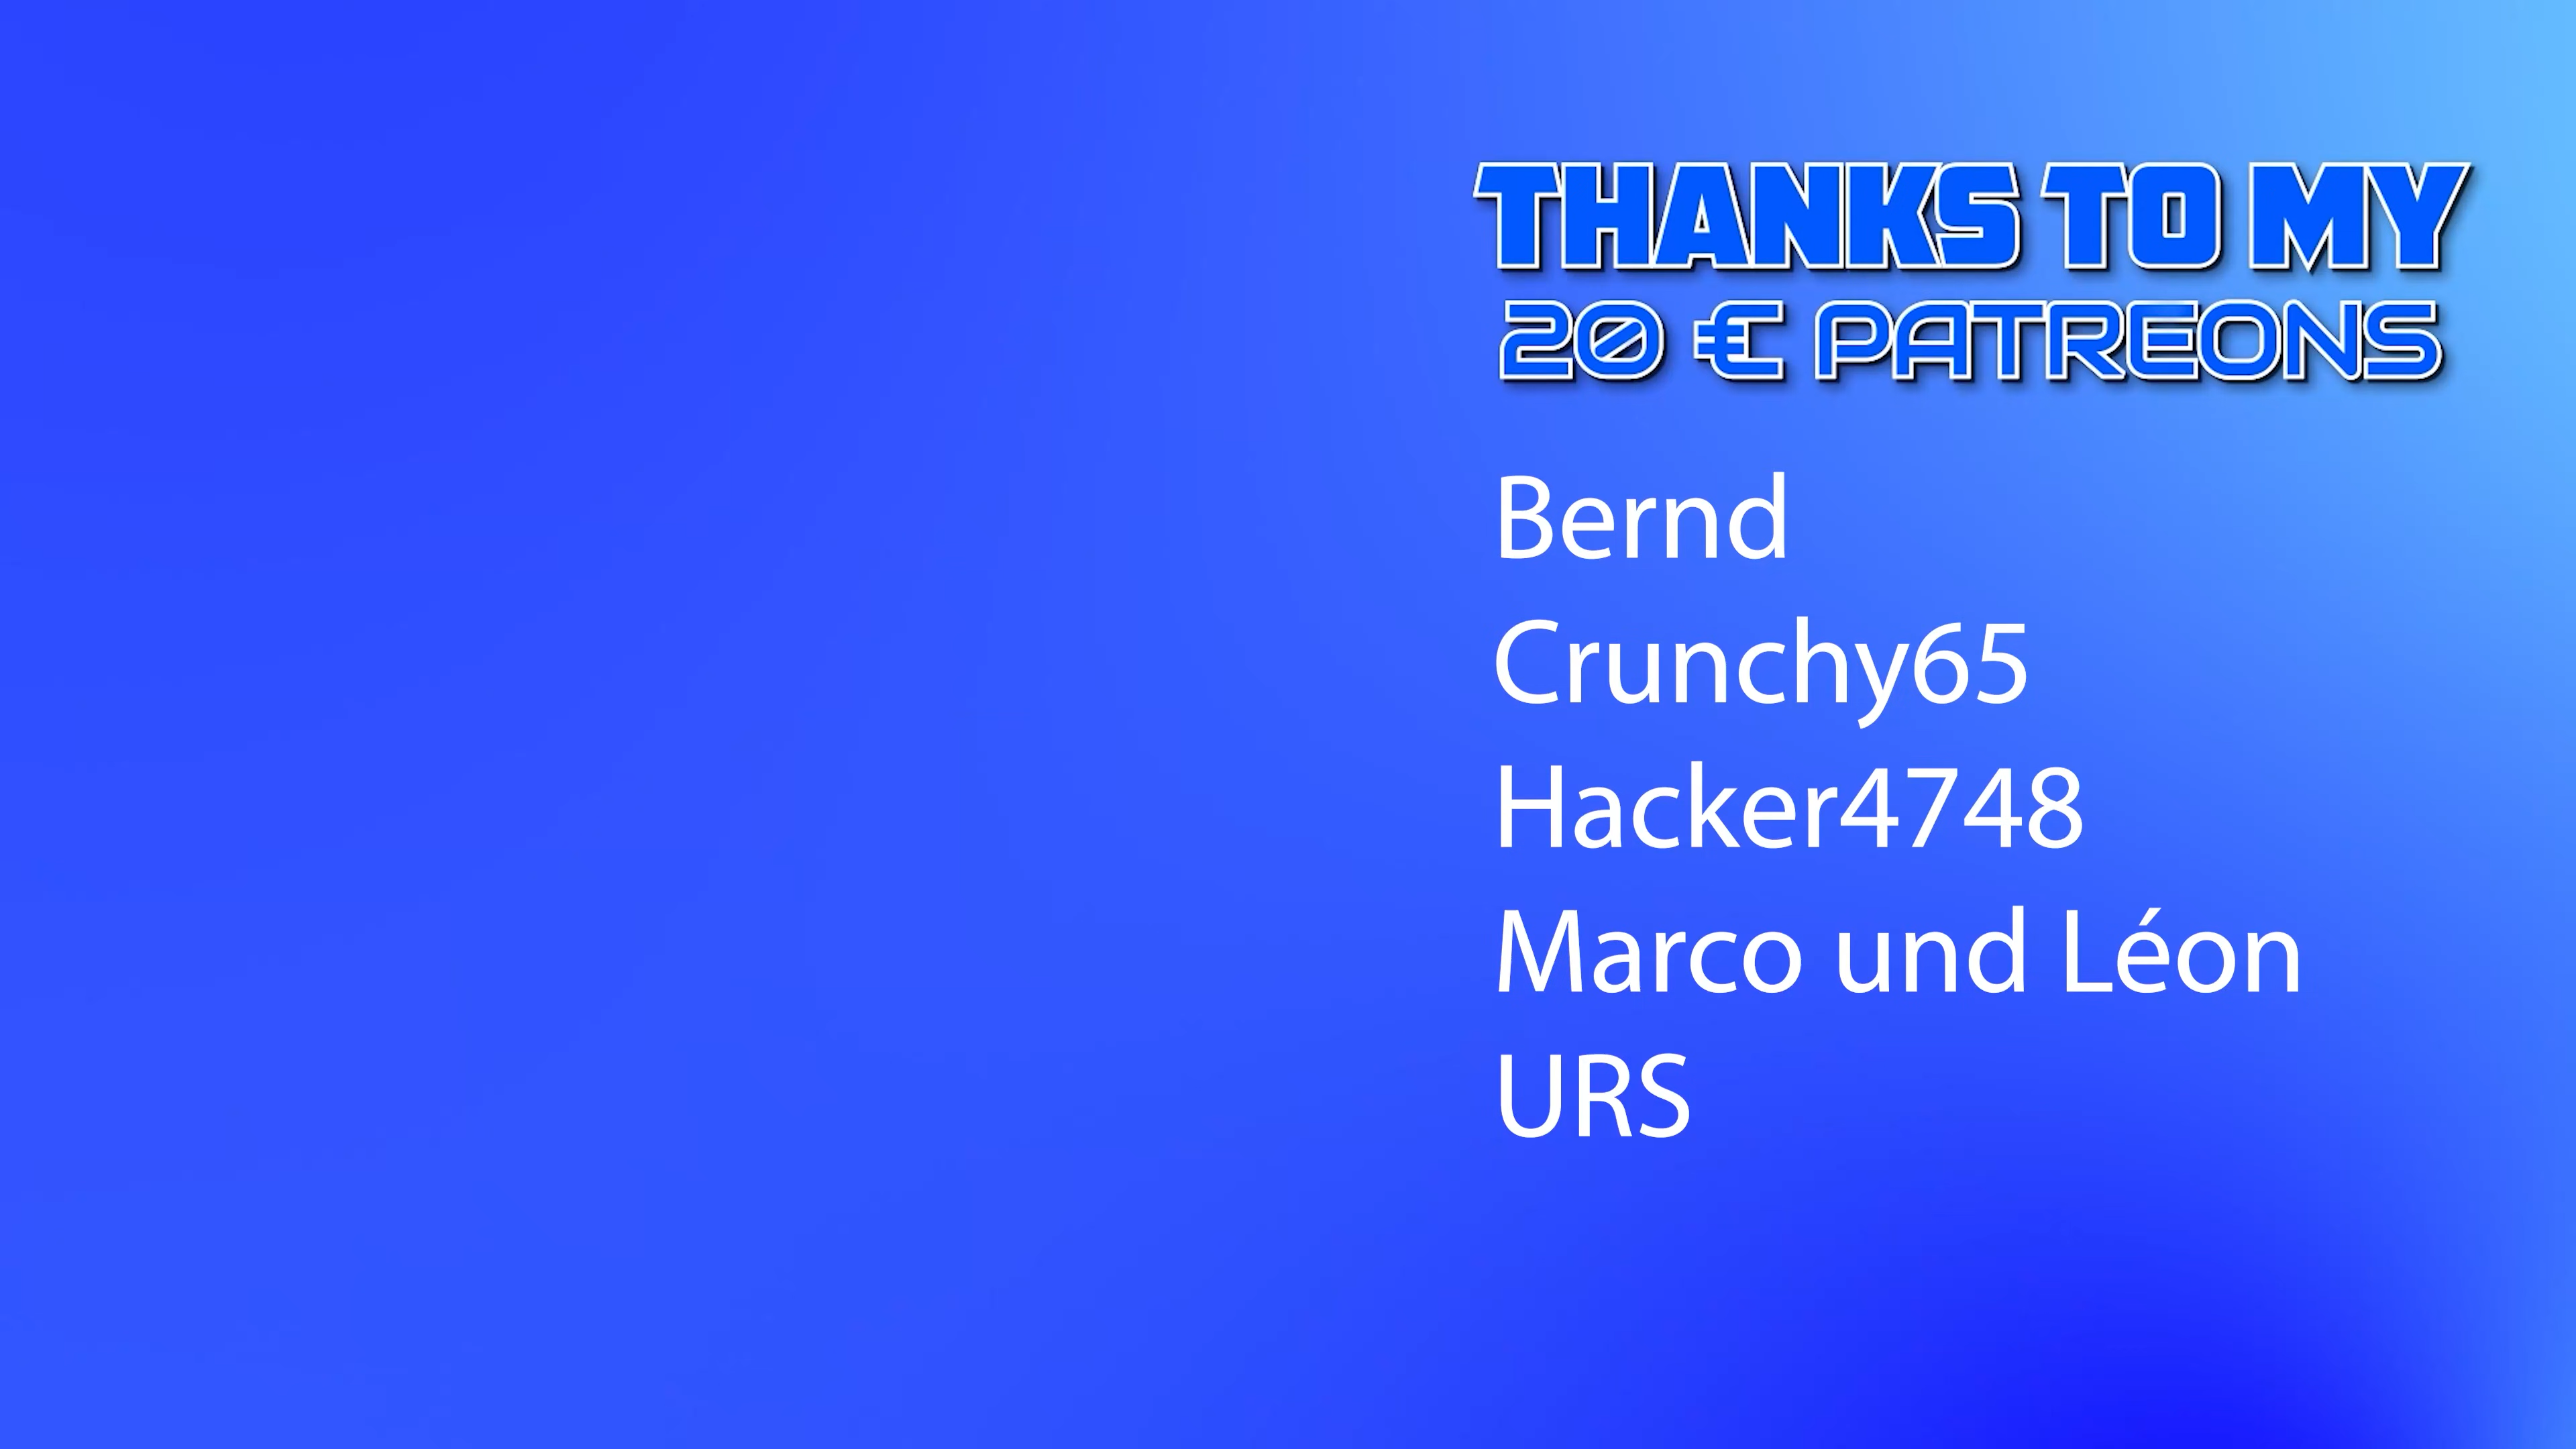 THANKS TO MY
20 € PATREONS
Bernd
Crunchy65
Hacker4748
Marco und Léon
URS